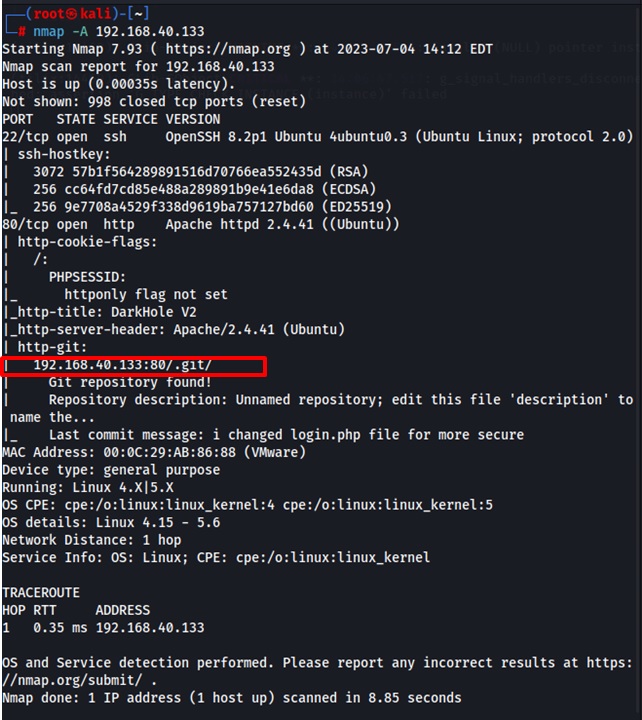 ┌──(root㉿kali)-[~]
└─# nmap -A 192.168.40.133
Starting Nmap 7.93 ( https://nmap.org ) at 2023-07-04 14:12 EDT
Nmap scan report for 192.168.40.133
Host is up (0.00035s latency).
Not shown: 998 closed tcp ports (reset)
PORT   STATE SERVICE VERSION
22/tcp open  ssh     OpenSSH 8.2p1 Ubuntu 4ubuntu0.3 (Ubuntu Linux; protocol 2.0)
| ssh-hostkey:
|   3072 57b1f564289891516d70766ea552435d (RSA)
|   256 cc64fd7cd85e488a289891b9e41e6da8 (ECDSA)
|_  256 9e7708a4529f338d9619ba757127bd60 (ED25519)
80/tcp open  http    Apache httpd 2.4.41 ((Ubuntu))
| http-cookie-flags:
|   /:
|     PHPSESSID:
|_      httponly flag not set
|_http-title: DarkHole V2
|_http-server-header: Apache/2.4.41 (Ubuntu)
| http-git:
|   192.168.40.133:80/.git/
|     Git repository found!
|     Repository description: Unnamed repository; edit this file 'description' to
name the...
|_    Last commit message: i changed login.php file for more secure
MAC Address: 00:0C:29:AB:86:88 (VMware)
Device type: general purpose
Running: Linux 4.X|5.X
OS CPE: cpe:/o:linux:linux_kernel:4 cpe:/o:linux:linux_kernel:5
OS details: Linux 4.15 - 5.6
Network Distance: 1 hop
Service Info: OS: Linux; CPE: cpe:/o:linux:linux_kernel

TRACEROUTE
HOP RTT     ADDRESS
1   0.35 ms 192.168.40.133

OS and Service detection performed. Please report any incorrect results at https:
//nmap.org/submit/ .
Nmap done: 1 IP address (1 host up) scanned in 8.85 seconds